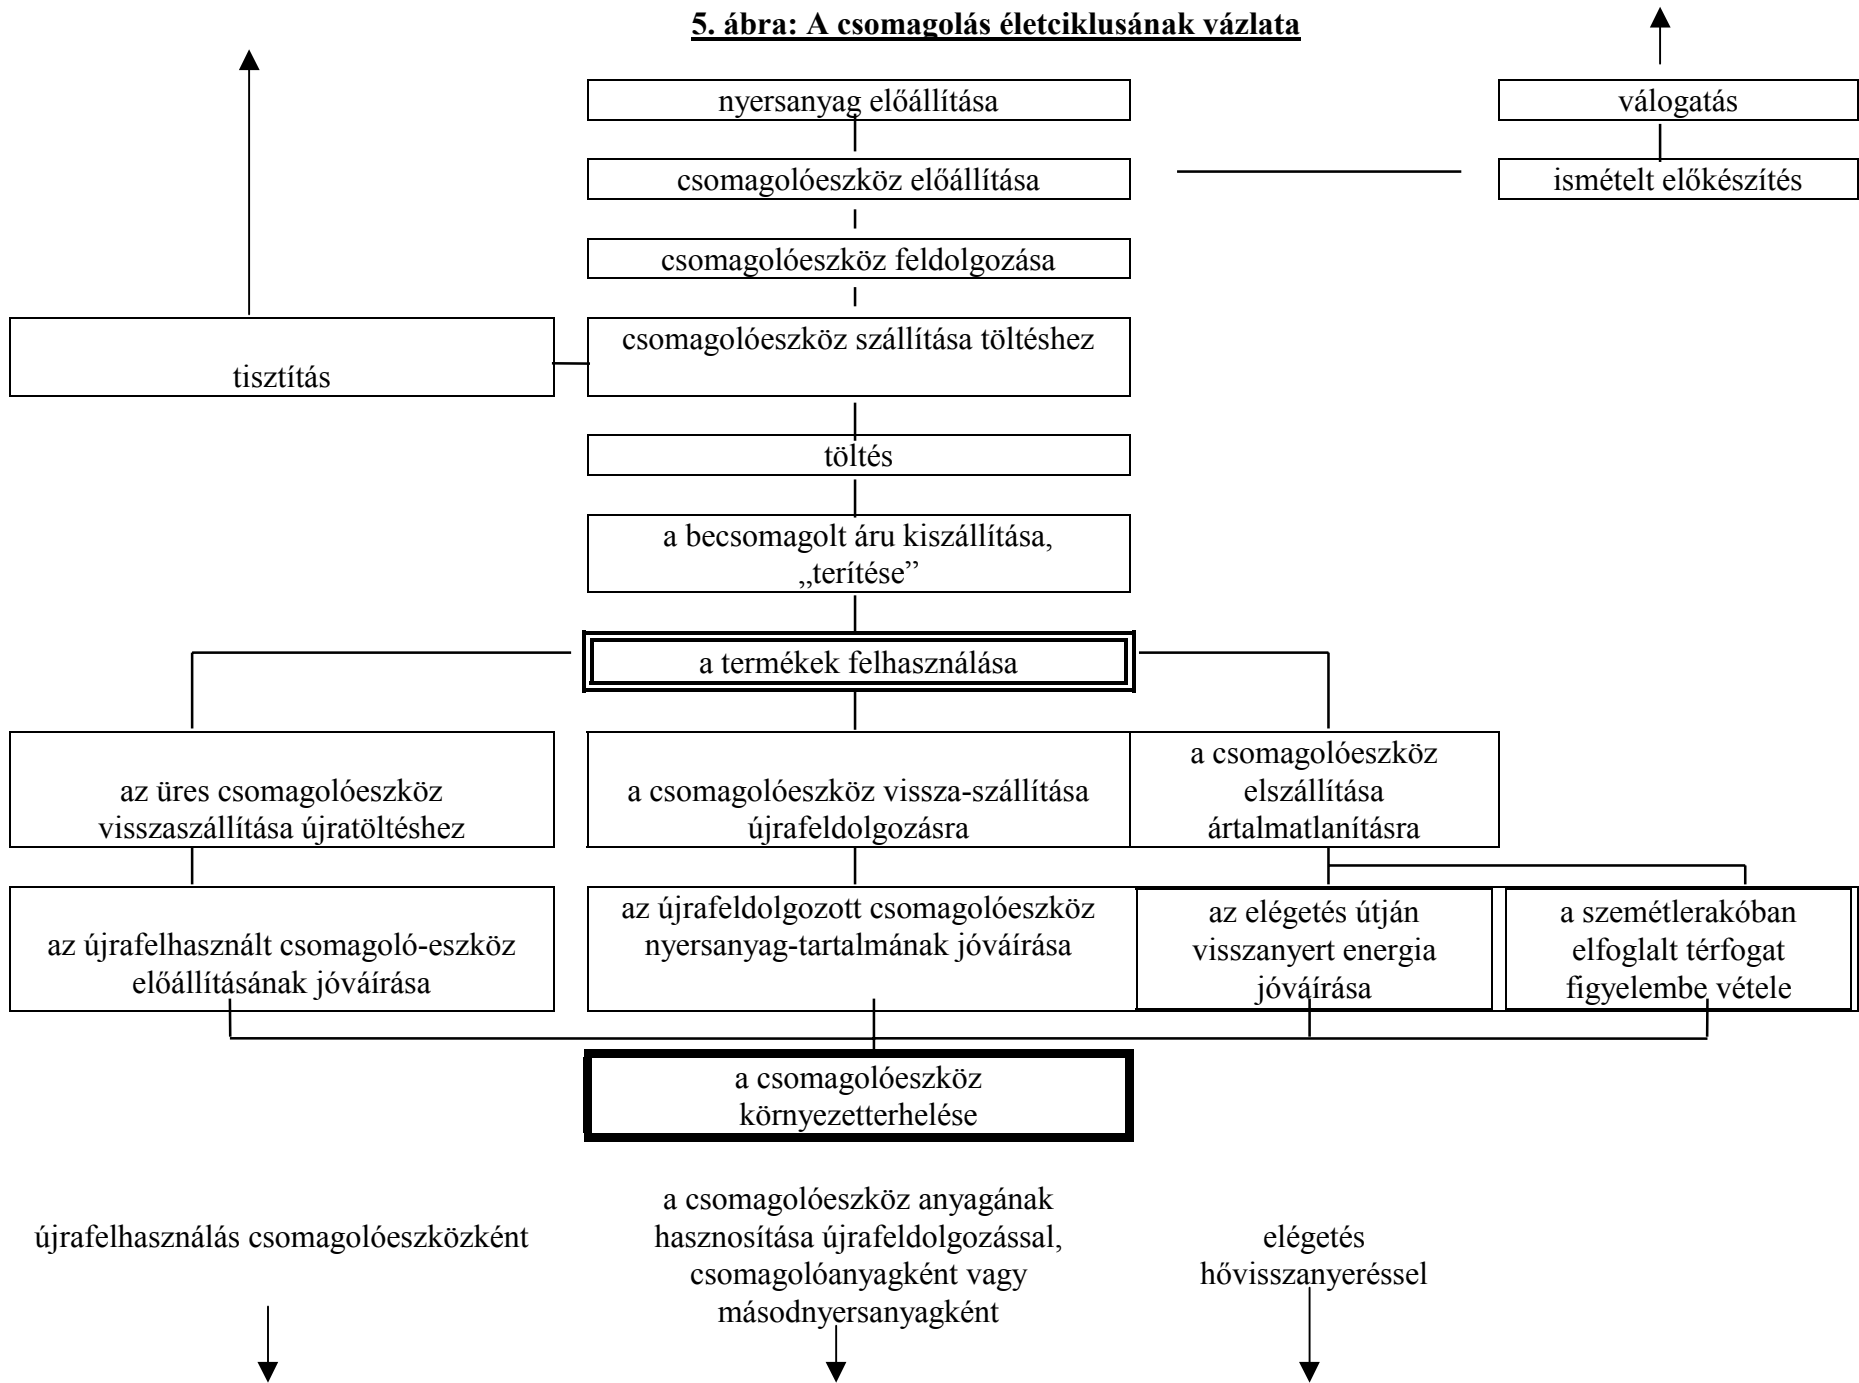 5. ábra: A csomagolás életciklusának vázlata
nyersanyag előállítása
válogatás
csomagolóeszköz előállítása
ismételt előkészítés
csomagolóeszköz feldolgozása
tisztítás
csomagolóeszköz szállítása töltéshez
töltés
a becsomagolt áru kiszállítása,
„terítése”
a termékek felhasználása
az üres csomagolóeszköz
visszaszállítása újratöltéshez
a csomagolóeszköz vissza-szállítása
újrafeldolgozásra
a csomagolóeszköz
elszállítása
ártalmatlanításra
az újrafelhasznált csomagoló-eszköz
előállításának jóváírása
az újrafeldolgozott csomagolóeszköz
nyersanyag-tartalmának jóváírása
az elégetés útján
visszanyert energia
jóváírása
a szemétlerakóban
elfoglalt térfogat
figyelembe vétele
a csomagolóeszköz
környezetterhelése
újrafelhasználás csomagolóeszközként
a csomagolóeszköz anyagának
hasznosítása újrafeldolgozással,
csomagolóanyagként vagy
másodnyersanyagként
elégetés
hővisszanyeréssel